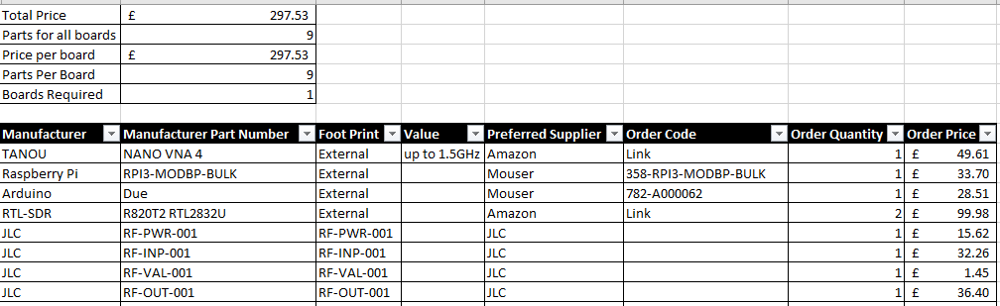 Total Price £ 297.53
Parts for all boards 9
Price per board £ 297.53
Parts Per Board 9
Boards Required 1
Manufacturer Manufacturer Part Number Foot Print Value Preferred Supplier Order Code Order Quantity Order Price
TANOU NANO VNA 4 External up to 1.5GHz Amazon Link 1 £ 49.61
Raspberry Pi RPI3-MODBP-BULK External Mouser 358-RPI3-MODBP-BULK 1 £ 33.70
Arduino Due External Mouser 782-A000062 1 £ 28.51
RTL-SDR R820T2 RTL2832U External Amazon Link 2 £ 99.98
JLC RF-PWR-001 RF-PWR-001 JLC 1 £ 15.62
JLC RF-INP-001 RF-INP-001 JLC 1 £ 32.26
JLC RF-VAL-001 RF-VAL-001 JLC 1 £ 1.45
JLC RF-OUT-001 RF-OUT-001 JLC 1 £ 36.40